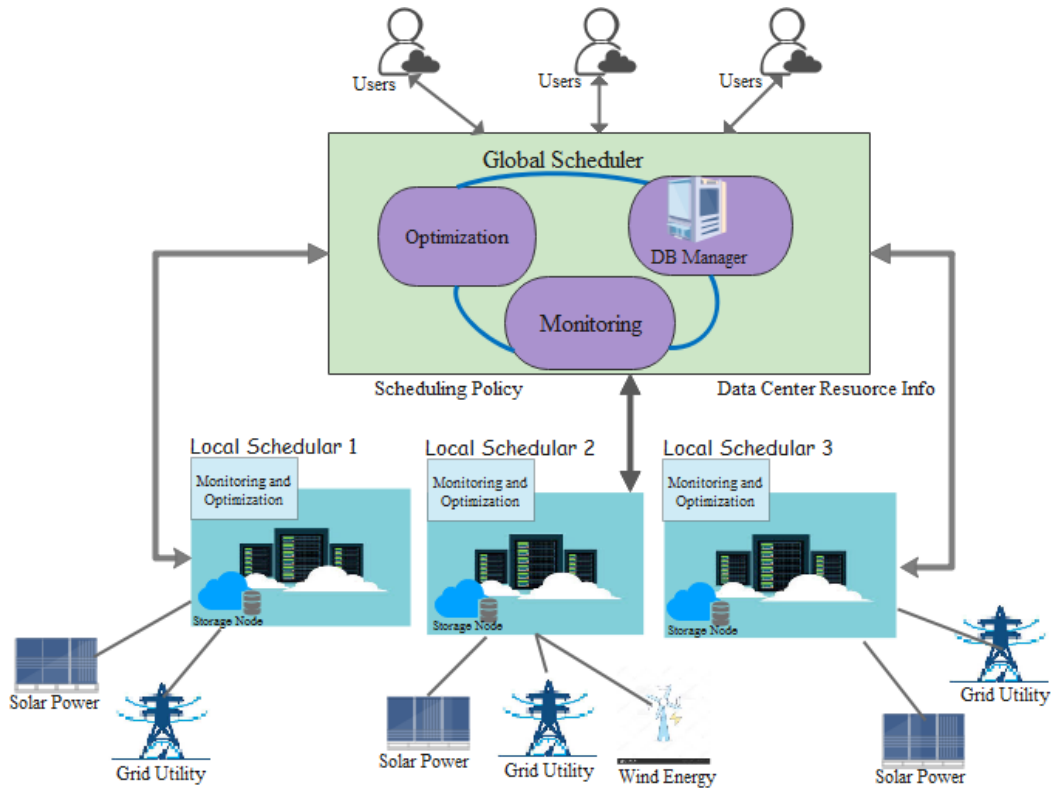 Users
Users
Users
Global Scheduler
Optimization
DB Manager
Monitoring
Scheduling Policy
Data Center Resuorce Info
Local Schedular 1
Local Schedular 2
Local Schedular 3
Monitoring and
Optimization
Monitoring and
Optimization
Monitoring and
Optimization
Storage Node
Storage Node
Storage Node
Solar Power
Grid Utility
Solar Power
Grid Utility
Wind Energy
Solar Power
Grid Utility